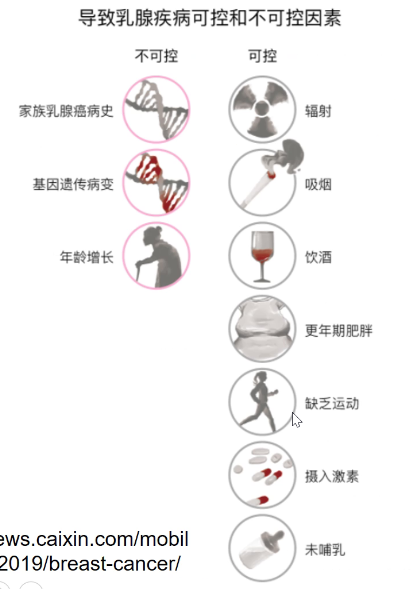 导致乳腺疾病可控和不可控因素
不可控
可控
家族乳腺癌病史
辐射
基因遗传病变
吸烟
年龄增长
饮酒
更年期肥胖
缺乏运动
摄入激素
未哺乳
ews.caixin.com/mobil
2019/breast-cancer/